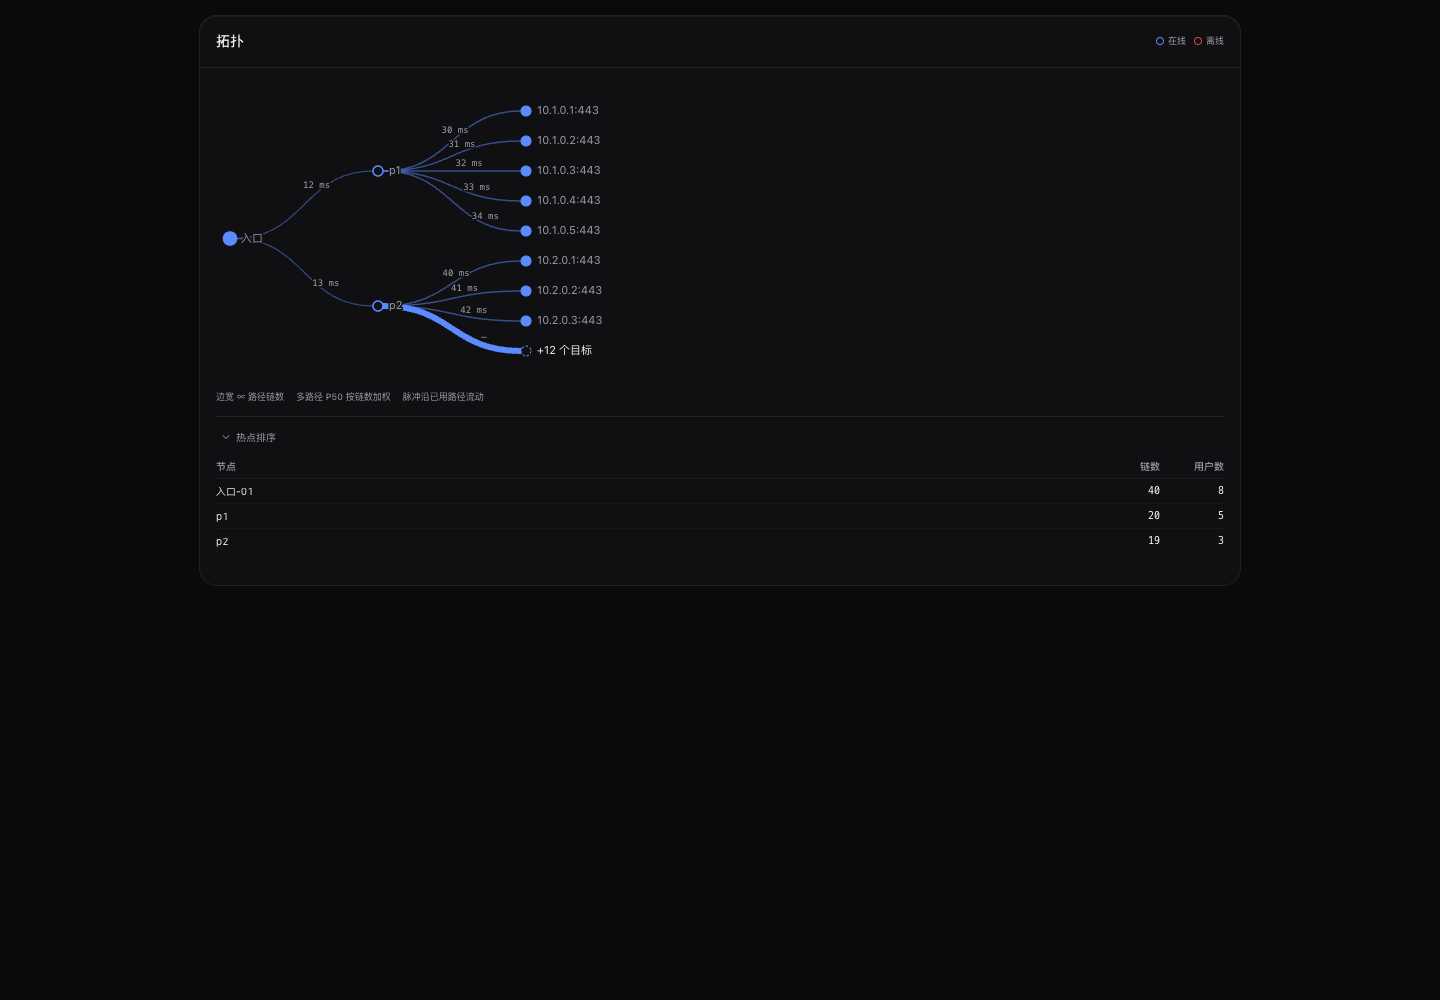 拓扑
在线 离线
10.1.0.1:443
30 ms
10.1.0.2:443
31 ms
32 ms
p1
10.1.0.3:443
12 ms
33 ms
10.1.0.4:443
34 ms
10.1.0.5:443
入口
10.2.0.1:443
40 ms
13 ms
41 ms
10.2.0.2:443
p2
42 ms
10.2.0.3:443
–
+12 个目标
边宽 ∝ 路径链数 多路径 P50 按链数加权 脉冲沿已用路径流动
热点排序
节点 链数 用户数
入口-01 40 8
p1 20 5
p2 19 3